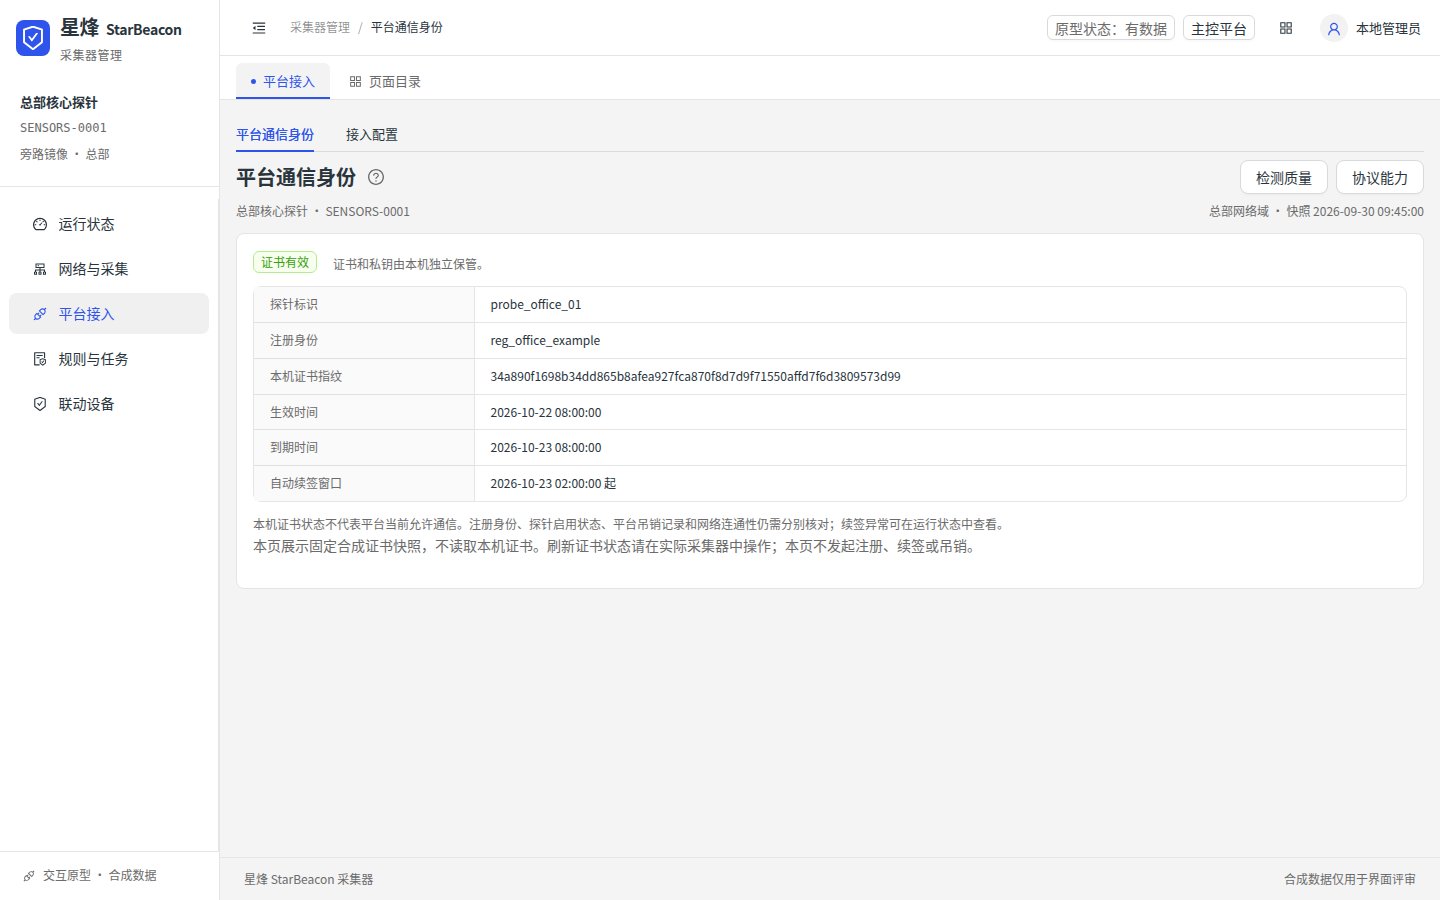 星烽 StarBeacon
采集器管理
总部核心探针
SENSORS-0001
旁路镜像 · 总部
运行状态
网络与采集
平台接入
规则与任务
联动设备
交互原型 · 合成数据
采集器管理 / 平台通信身份
原型状态：有数据
主控平台
本地管理员
平台接入
页面目录
平台通信身份
接入配置
平台通信身份
检测质量
协议能力
总部核心探针 · SENSORS-0001
总部网络域 · 快照 2026-09-30 09:45:00
证书有效 证书和私钥由本机独立保管。
探针标识 probe_office_01
注册身份 reg_office_example
本机证书指纹 34a890f1698b34dd865b8afea927fca870f8d7d9f71550affd7f6d3809573d99
生效时间 2026-10-22 08:00:00
到期时间 2026-10-23 08:00:00
自动续签窗口 2026-10-23 02:00:00 起
本机证书状态不代表平台当前允许通信。注册身份、探针启用状态、平台吊销记录和网络连通性仍需分别核对；续签异常可在运行状态中查看。
本页展示固定合成证书快照，不读取本机证书。刷新证书状态请在实际采集器中操作；本页不发起注册、续签或吊销。
星烽 StarBeacon 采集器
合成数据仅用于界面评审